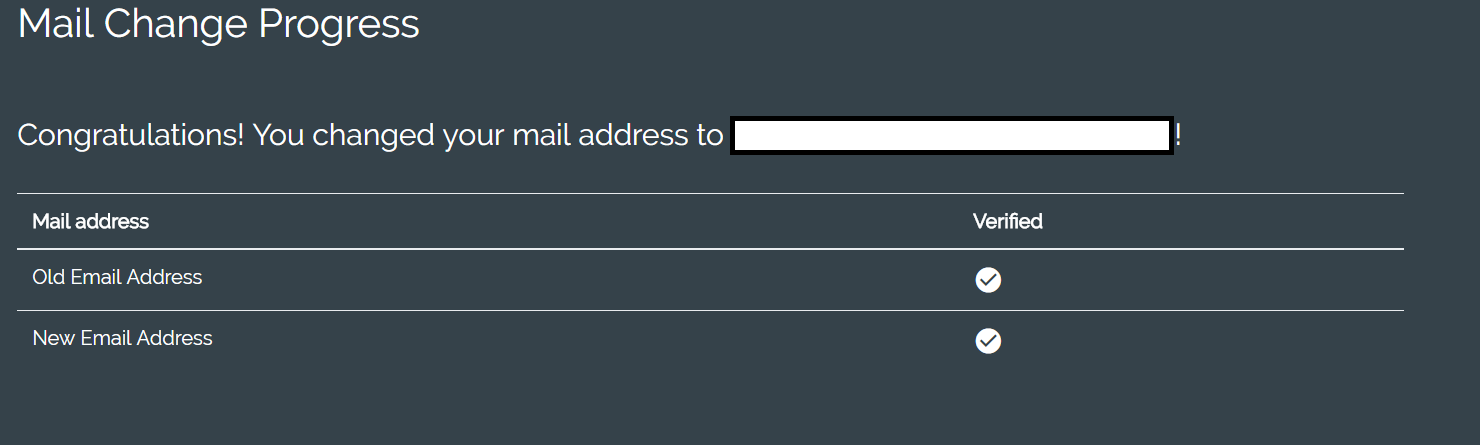 Mail Change Progress
Congratulations! You changed your mail address to !
Mail address Verified
Old Email Address
New Email Address